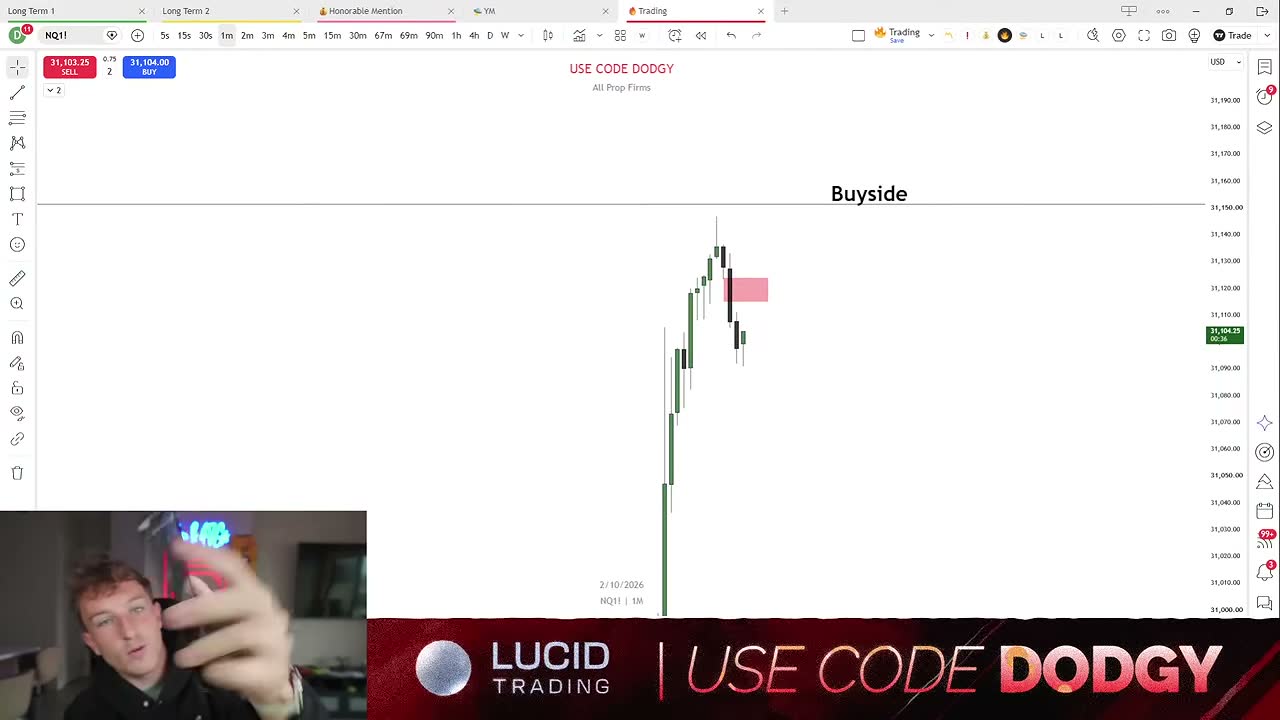 Long Term 1
Long Term 2
Honorable Mention
YM
Trading
D
11
NQ1!
5s 15s 30s 1m 2m 3m 4m 5m 15m 30m 67m 69m 90m 1h 4h D W
W
Trading
Save
L
L
Trade
31,103.25
SELL
0.75
2
31,104.00
BUY
2
USE CODE DODGY
All Prop Firms
USD
9
31,190.00
31,180.00
31,170.00
31,160.00
Buyside
31,150.00
31,140.00
31,130.00
31,120.00
31,110.00
31,104.25
00:36
31,090.00
31,080.00
31,070.00
31,060.00
31,050.00
31,040.00
31,030.00
31,020.00
31,010.00
31,000.00
99+
3
2/10/2026
NQ1! | 1M
LUCID
TRADING
USE CODE DODGY